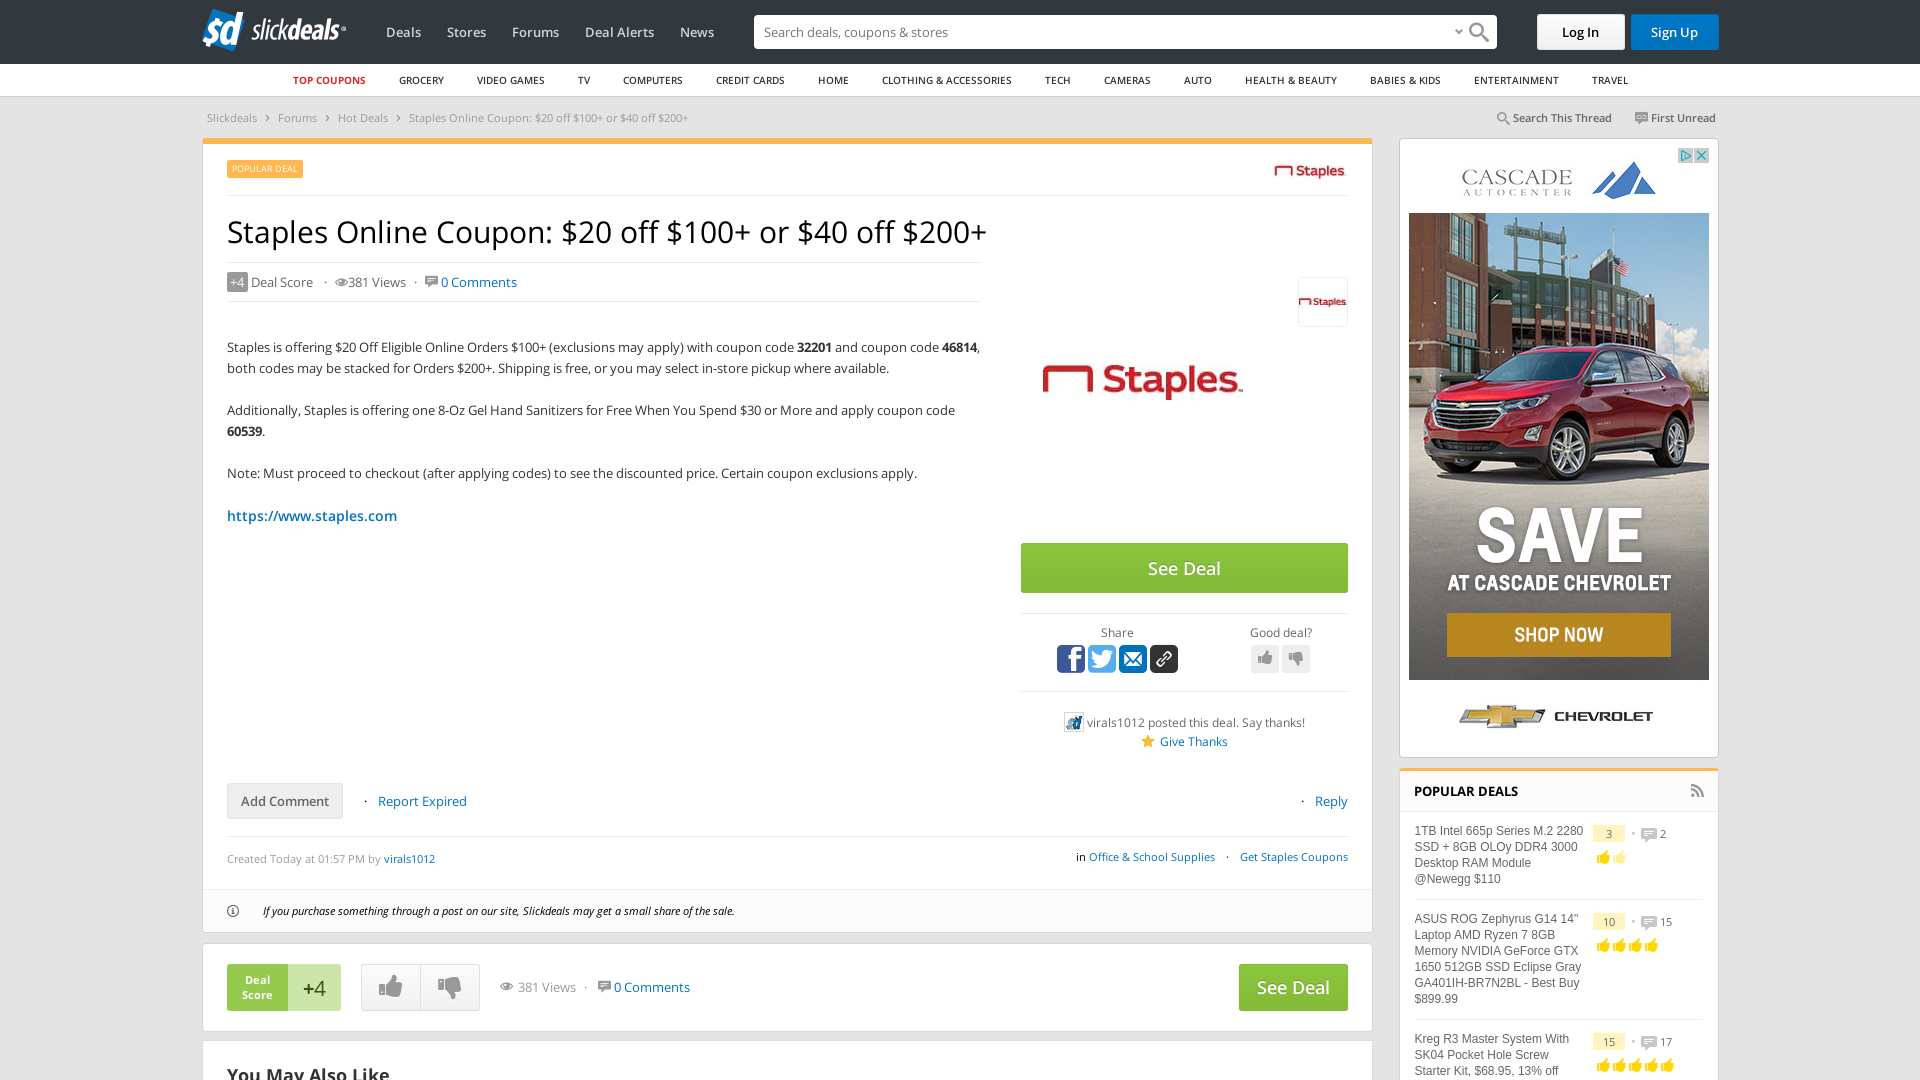 slickdeals
Deals
Stores
Forums
Deal Alerts
News
Search deals, coupons & stores
Log In
Sign Up
TOP COUPONS
GROCERY
VIDEO GAMES
TV
COMPUTERS
CREDIT CARDS
HOME
CLOTHING & ACCESSORIES
TECH
CAMERAS
AUTO
HEALTH & BEAUTY
BABIES & KIDS
ENTERTAINMENT
TRAVEL
Slickdeals › Forums › Hot Deals › Staples Online Coupon: $20 off $100+ or $40 off $200+
Search This Thread
First Unread
POPULAR DEAL
Staples
Staples Online Coupon: $20 off $100+ or $40 off $200+
+4 Deal Score · 381 Views · 0 Comments
Staples
Staples is offering $20 Off Eligible Online Orders $100+ (exclusions may apply) with coupon code 32201 and coupon code 46814,
both codes may be stacked for Orders $200+. Shipping is free, or you may select in-store pickup where available.
Additionally, Staples is offering one 8-Oz Gel Hand Sanitizers for Free When You Spend $30 or More and apply coupon code
60539.
Note: Must proceed to checkout (after applying codes) to see the discounted price. Certain coupon exclusions apply.
https://www.staples.com
Staples
See Deal
Share
Good deal?
virals1012 posted this deal. Say thanks!
Give Thanks
Add Comment
· Report Expired
· Reply
Created Today at 01:57 PM by virals1012
in Office & School Supplies · Get Staples Coupons
If you purchase something through a post on our site, Slickdeals may get a small share of the sale.
Deal
Score
+4
381 Views · 0 Comments
See Deal
You May Also Like
CASCADE
AUTOCENTER
SAVE
AT CASCADE CHEVROLET
SHOP NOW
CHEVROLET
POPULAR DEALS
1TB Intel 665p Series M.2 2280
SSD + 8GB OLOy DDR4 3000
Desktop RAM Module
@Newegg $110
3 • 2
ASUS ROG Zephyrus G14 14"
Laptop AMD Ryzen 7 8GB
Memory NVIDIA GeForce GTX
1650 512GB SSD Eclipse Gray
GA401IH-BR7N2BL - Best Buy
$899.99
10 • 15
Kreg R3 Master System With
SK04 Pocket Hole Screw
Starter Kit, $68.95, 13% off
15 • 17